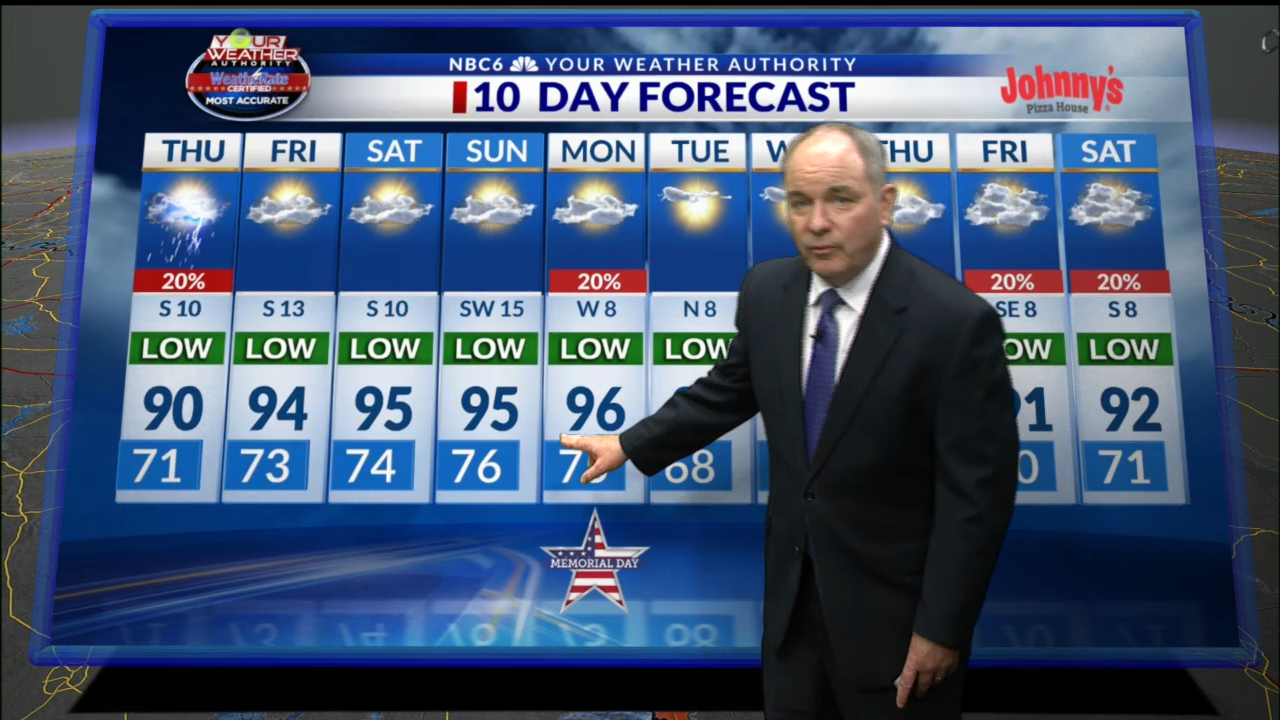 YOUR
WEATHER
AUTHORITY
WeatheRate
CERTIFIED
MOST ACCURATE
NBC6 YOUR WEATHER AUTHORITY
10 DAY FORECAST
Johnny's
Pizza House
THU FRI SAT SUN MON TUE THU FRI SAT
20% 20% 20% 20%
S 10 S 13 S 10 SW 15 W 8 N 8 SE 8 S 8
LOW LOW LOW LOW LOW LOW LOW
90 94 95 95 96 92
71 73 74 76 68 71
MEMORIAL DAY